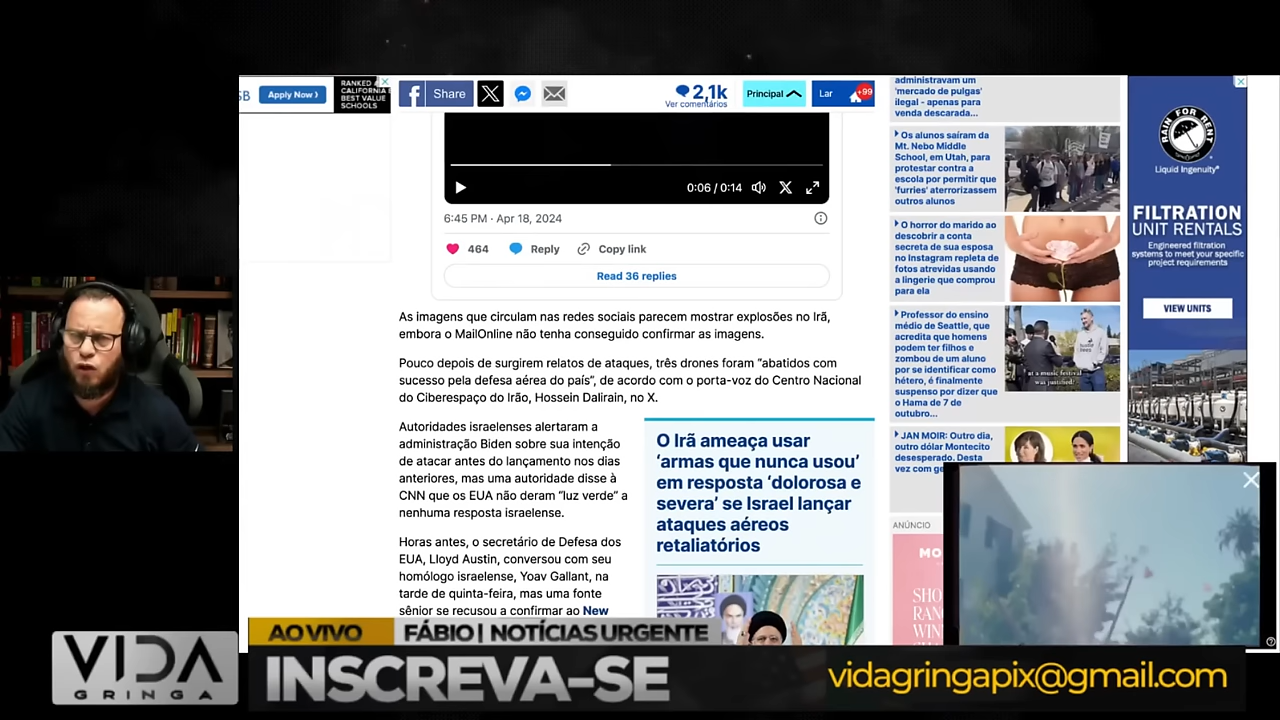 SB
Apply Now ›
RANKED A
CALIFORNIA
BEST VALUE
SCHOOLS
Share
2,1k
Ver comentários
Principal
Lar
+99
0:06 / 0:14
6:45 PM · Apr 18, 2024
464
Reply
Copy link
Read 36 replies
As imagens que circulam nas redes sociais parecem mostrar explosões no Irã,
embora o MailOnline não tenha conseguido confirmar as imagens.
Pouco depois de surgirem relatos de ataques, três drones foram "abatidos com
sucesso pela defesa aérea do país", de acordo com o porta-voz do Centro Nacional
do Ciberespaço do Irão, Hossein Dalirain, no X.
Autoridades israelenses alertaram a
administração Biden sobre sua intenção
de atacar antes do lançamento nos dias
anteriores, mas uma autoridade disse à
CNN que os EUA não deram "luz verde" a
nenhuma resposta israelense.
Horas antes, o secretário de Defesa dos
EUA, Lloyd Austin, conversou com seu
homólogo israelense, Yoav Gallant, na
tarde de quinta-feira, mas uma fonte
sênior se recusou a confirmar ao New
O Irã ameaça usar
'armas que nunca usou'
em resposta 'dolorosa e
severa' se Israel lançar
ataques aéreos
retaliatórios
administravam um
'mercado de pulgas'
ilegal - apenas para
venda descarada...
Os alunos saíram da
Mt. Nebo Middle
School, em Utah, para
protestar contra a
escola por permitir que
'furries' aterrorizassem
outros alunos
O horror do marido ao
descobrir a conta
secreta de sua esposa
no Instagram repleta de
fotos atrevidas usando
a lingerie que comprou
para ela
Professor do ensino
médio de Seattle, que
acredita que homens
podem ter filhos e
zombou de um aluno
por se identificar como
hétero, é finalmente
suspenso por dizer que
o Hama de 7 de
outubro...
at a music festival
was justified?
JAN MOIR: Outro dia,
outro dólar Montecito
desesperado. Desta
vez com ge
ANÚNCIO
MO
SHO
RAN
WIN
RAIN FOR RENT
Liquid Ingenuity®
FILTRATION
UNIT RENTALS
Engineered filtration
systems to meet your specific
project requirements
VIEW UNITS
VIDA
GRINGA
AO VIVO
FÁBIO | NOTÍCIAS URGENTE
INSCREVA-SE
vidagringapix@gmail.com